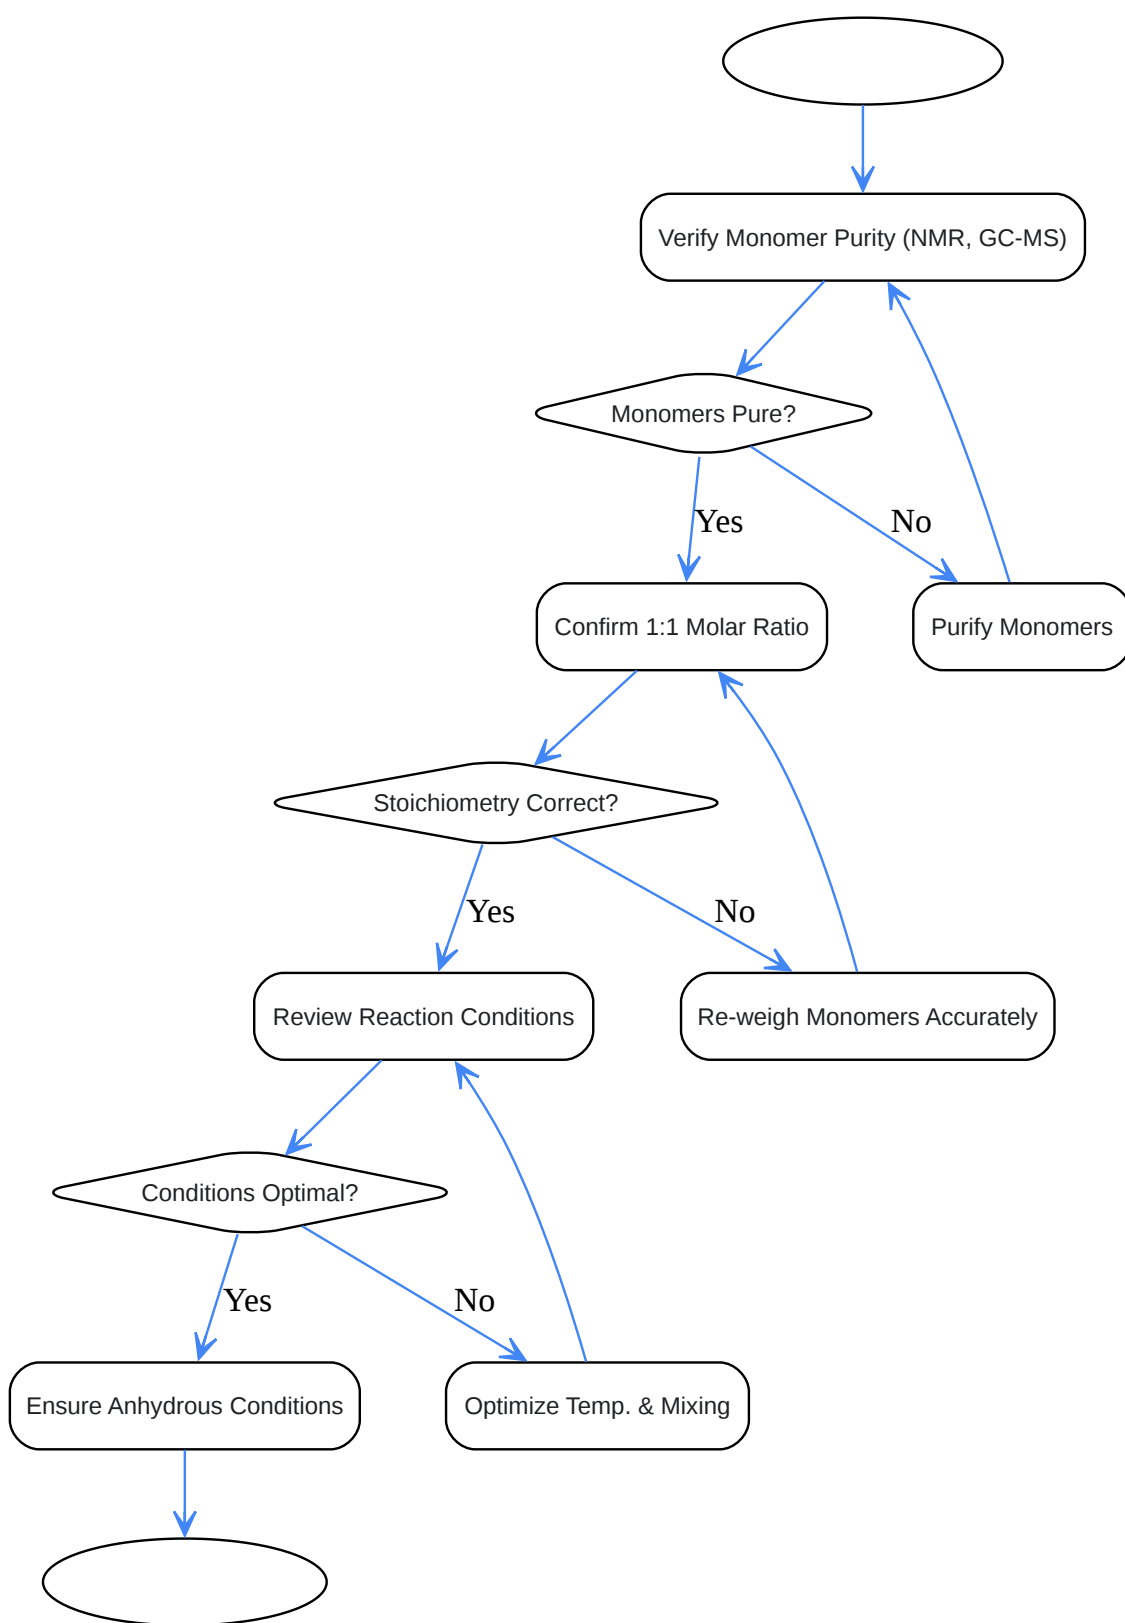 Verify Monomer Purity (NMR, GC-MS)
Monomers Pure?
Yes
No
Confirm 1:1 Molar Ratio
Purify Monomers
Stoichiometry Correct?
Yes
No
Review Reaction Conditions
Re-weigh Monomers Accurately
Conditions Optimal?
Yes
No
Ensure Anhydrous Conditions
Optimize Temp. & Mixing